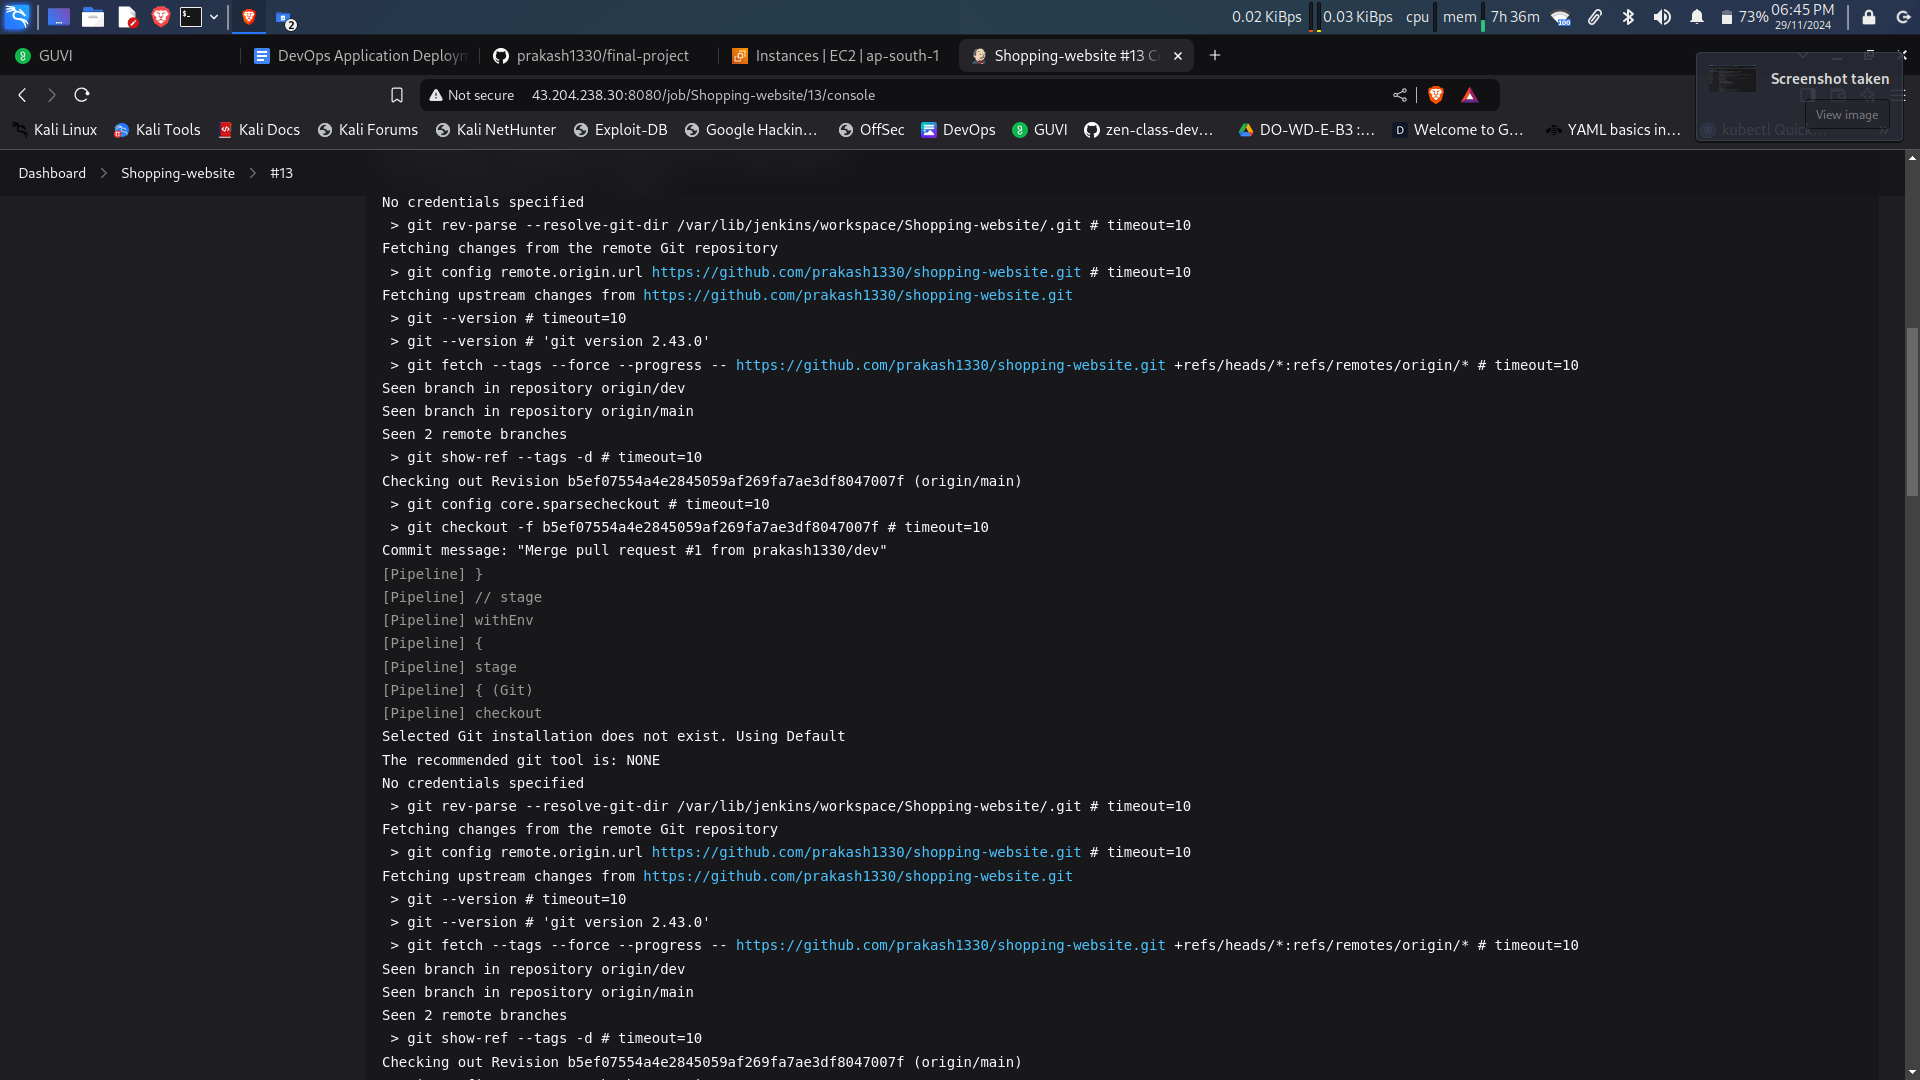 0.02 KiBps 0.03 KiBps cpu mem 7h 36m 73% 06:45 PM
29/11/2024
2
GUVI
DevOps Application Deploym
prakash1330/final-project
Instances | EC2 | ap-south-1
Shopping-website #13 C
Screenshot taken
View image
Not secure 43.204.238.30:8080/job/Shopping-website/13/console
Kali Linux Kali Tools Kali Docs Kali Forums Kali NetHunter Exploit-DB Google Hackin… OffSec DevOps GUVI zen-class-dev… DO-WD-E-B3 :… Welcome to G… YAML basics in… kubectl Quick…
Dashboard > Shopping-website > #13
No credentials specified
 > git rev-parse --resolve-git-dir /var/lib/jenkins/workspace/Shopping-website/.git # timeout=10
Fetching changes from the remote Git repository
 > git config remote.origin.url https://github.com/prakash1330/shopping-website.git # timeout=10
Fetching upstream changes from https://github.com/prakash1330/shopping-website.git
 > git --version # timeout=10
 > git --version # 'git version 2.43.0'
 > git fetch --tags --force --progress -- https://github.com/prakash1330/shopping-website.git +refs/heads/*:refs/remotes/origin/* # timeout=10
Seen branch in repository origin/dev
Seen branch in repository origin/main
Seen 2 remote branches
 > git show-ref --tags -d # timeout=10
Checking out Revision b5ef07554a4e2845059af269fa7ae3df8047007f (origin/main)
 > git config core.sparsecheckout # timeout=10
 > git checkout -f b5ef07554a4e2845059af269fa7ae3df8047007f # timeout=10
Commit message: "Merge pull request #1 from prakash1330/dev"
[Pipeline] }
[Pipeline] // stage
[Pipeline] withEnv
[Pipeline] {
[Pipeline] stage
[Pipeline] { (Git)
[Pipeline] checkout
Selected Git installation does not exist. Using Default
The recommended git tool is: NONE
No credentials specified
 > git rev-parse --resolve-git-dir /var/lib/jenkins/workspace/Shopping-website/.git # timeout=10
Fetching changes from the remote Git repository
 > git config remote.origin.url https://github.com/prakash1330/shopping-website.git # timeout=10
Fetching upstream changes from https://github.com/prakash1330/shopping-website.git
 > git --version # timeout=10
 > git --version # 'git version 2.43.0'
 > git fetch --tags --force --progress -- https://github.com/prakash1330/shopping-website.git +refs/heads/*:refs/remotes/origin/* # timeout=10
Seen branch in repository origin/dev
Seen branch in repository origin/main
Seen 2 remote branches
 > git show-ref --tags -d # timeout=10
Checking out Revision b5ef07554a4e2845059af269fa7ae3df8047007f (origin/main)